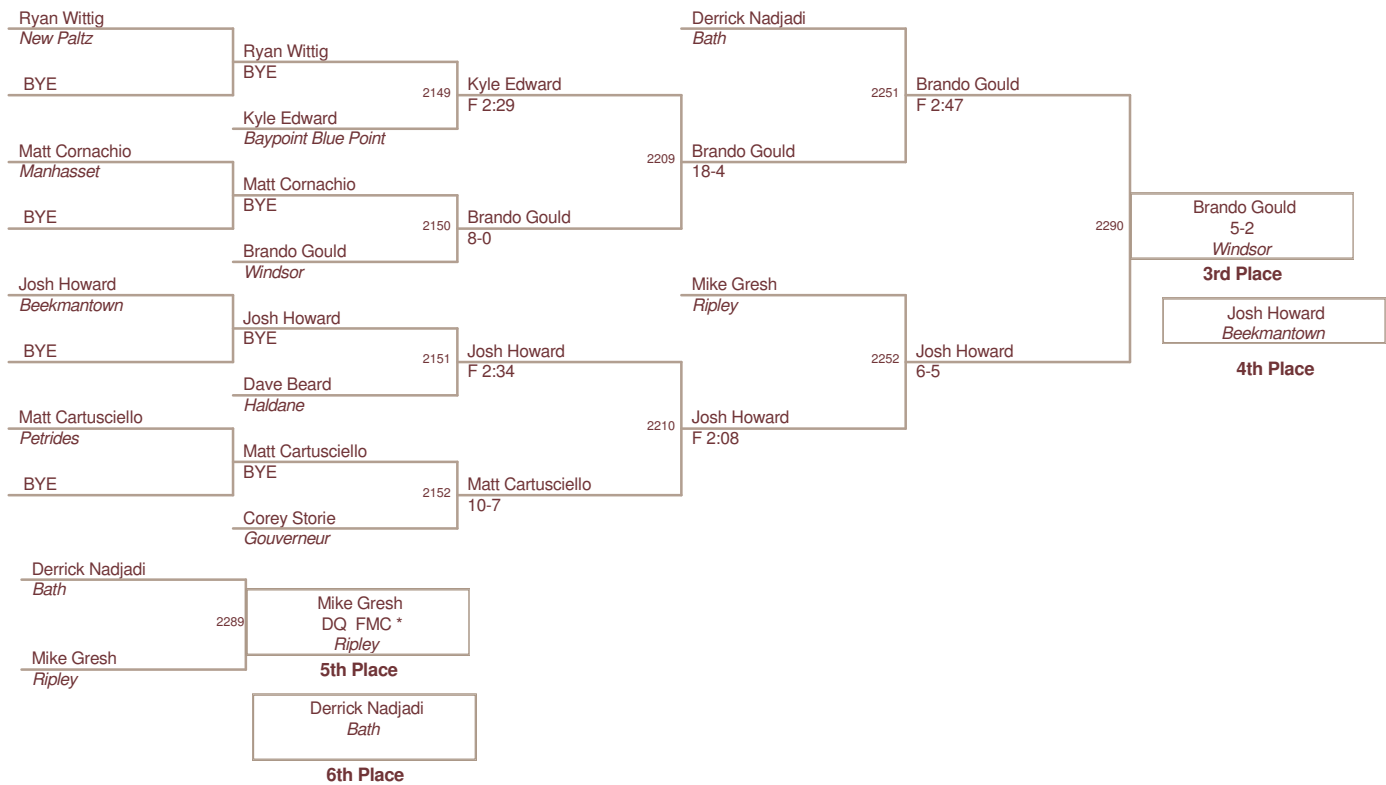 Ryan Wittig
New Paltz
BYE
Matt Cornachio
Manhasset
BYE
Josh Howard
Beekmantown
BYE
Matt Cartusciello
Petrides
BYE
Ryan Wittig
BYE
Kyle Edward
Baypoint Blue Point
Matt Cornachio
BYE
Brando Gould
Windsor
Josh Howard
BYE
Dave Beard
Haldane
Matt Cartusciello
BYE
Corey Storie
Gouverneur
2149
Kyle Edward
F 2:29
2150
Brando Gould
8-0
2151
Josh Howard
F 2:34
2152
Matt Cartusciello
10-7
Derrick Nadjadi
Bath
2209
Brando Gould
18-4
Mike Gresh
Ripley
2210
Josh Howard
F 2:08
2251
Brando Gould
F 2:47
2252
Josh Howard
6-5
2290
Brando Gould
5-2
Windsor
3rd Place
Josh Howard
Beekmantown
4th Place
Derrick Nadjadi
Bath
Mike Gresh
Ripley
2289
Mike Gresh
DQ FMC *
Ripley
5th Place
Derrick Nadjadi
Bath
6th Place